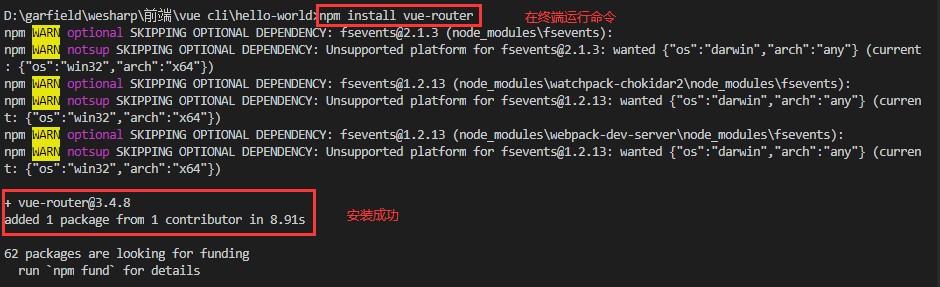 D:\garfield\wesharp\前端\vue cli\hello-world>npm install vue-router 在终端运行命令
npm WARN optional SKIPPING OPTIONAL DEPENDENCY: fsevents@2.1.3 (node_modules\fsevents):
npm WARN notsup SKIPPING OPTIONAL DEPENDENCY: Unsupported platform for fsevents@2.1.3: wanted {"os":"darwin","arch":"any"} (current
: {"os":"win32","arch":"x64"})
npm WARN optional SKIPPING OPTIONAL DEPENDENCY: fsevents@1.2.13 (node_modules\watchpack-chokidar2\node_modules\fsevents):
npm WARN notsup SKIPPING OPTIONAL DEPENDENCY: Unsupported platform for fsevents@1.2.13: wanted {"os":"darwin","arch":"any"} (curren
t: {"os":"win32","arch":"x64"})
npm WARN optional SKIPPING OPTIONAL DEPENDENCY: fsevents@1.2.13 (node_modules\webpack-dev-server\node_modules\fsevents):
npm WARN notsup SKIPPING OPTIONAL DEPENDENCY: Unsupported platform for fsevents@1.2.13: wanted {"os":"darwin","arch":"any"} (curren
t: {"os":"win32","arch":"x64"})
+ vue-router@3.4.8
added 1 package from 1 contributor in 8.91s 安装成功
62 packages are looking for funding
run `npm fund` for details